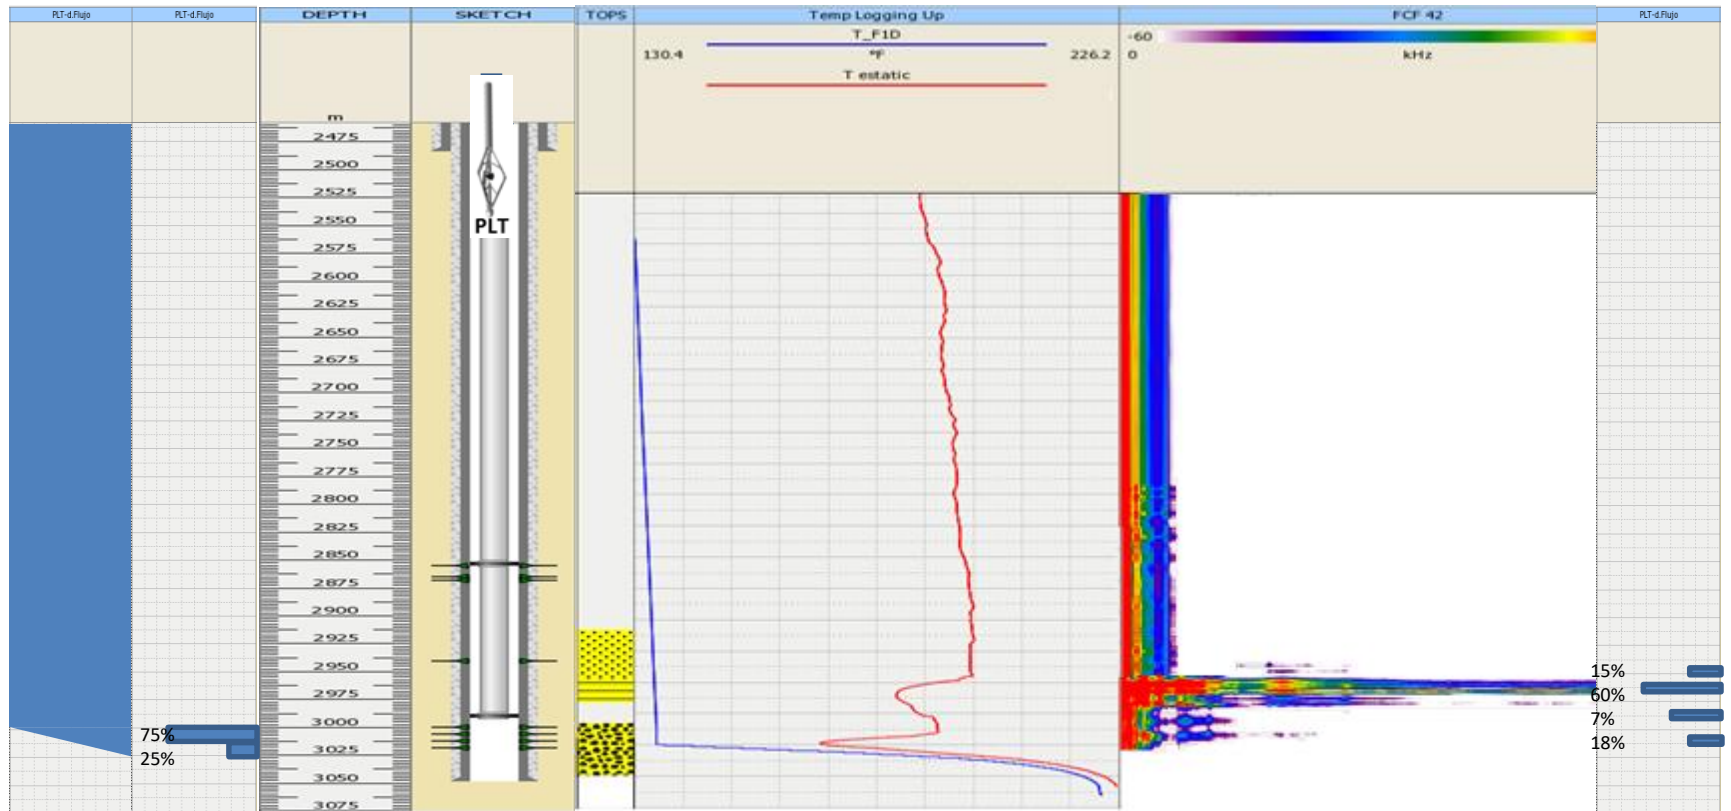 PLT-d.Flujo
PLT-d.Flujo
DEPTH
SKETCH
TOPS
Temp Logging Up
FCF 42
PLT-d.Flujo
T_F1D
130.4 °F 226.2
T estatic
-60
0 kHz
m
2475
2500
2525
2550
2575
2600
2625
2650
2675
2700
2725
2750
2775
2800
2825
2850
2875
2900
2925
2950
2975
3000
3025
3050
3075
PLT
75%
25%
15%
60%
7%
18%